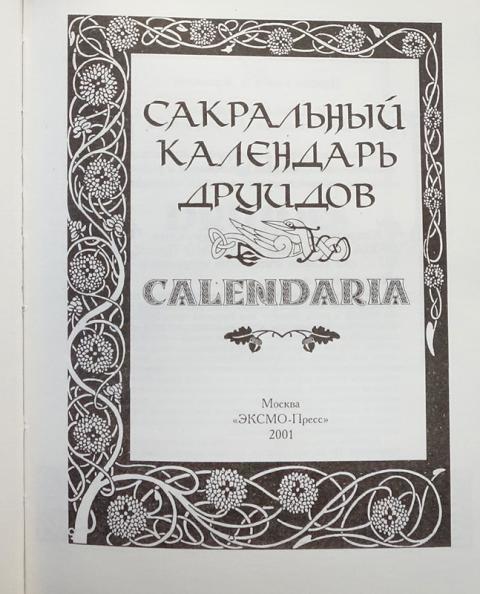 САКРАЛЬНЫЙ
КАЛЕНДАРЬ
ДРУИДОВ
CALENDARIA
Москва
«ЭКСМО-Пресс»
2001